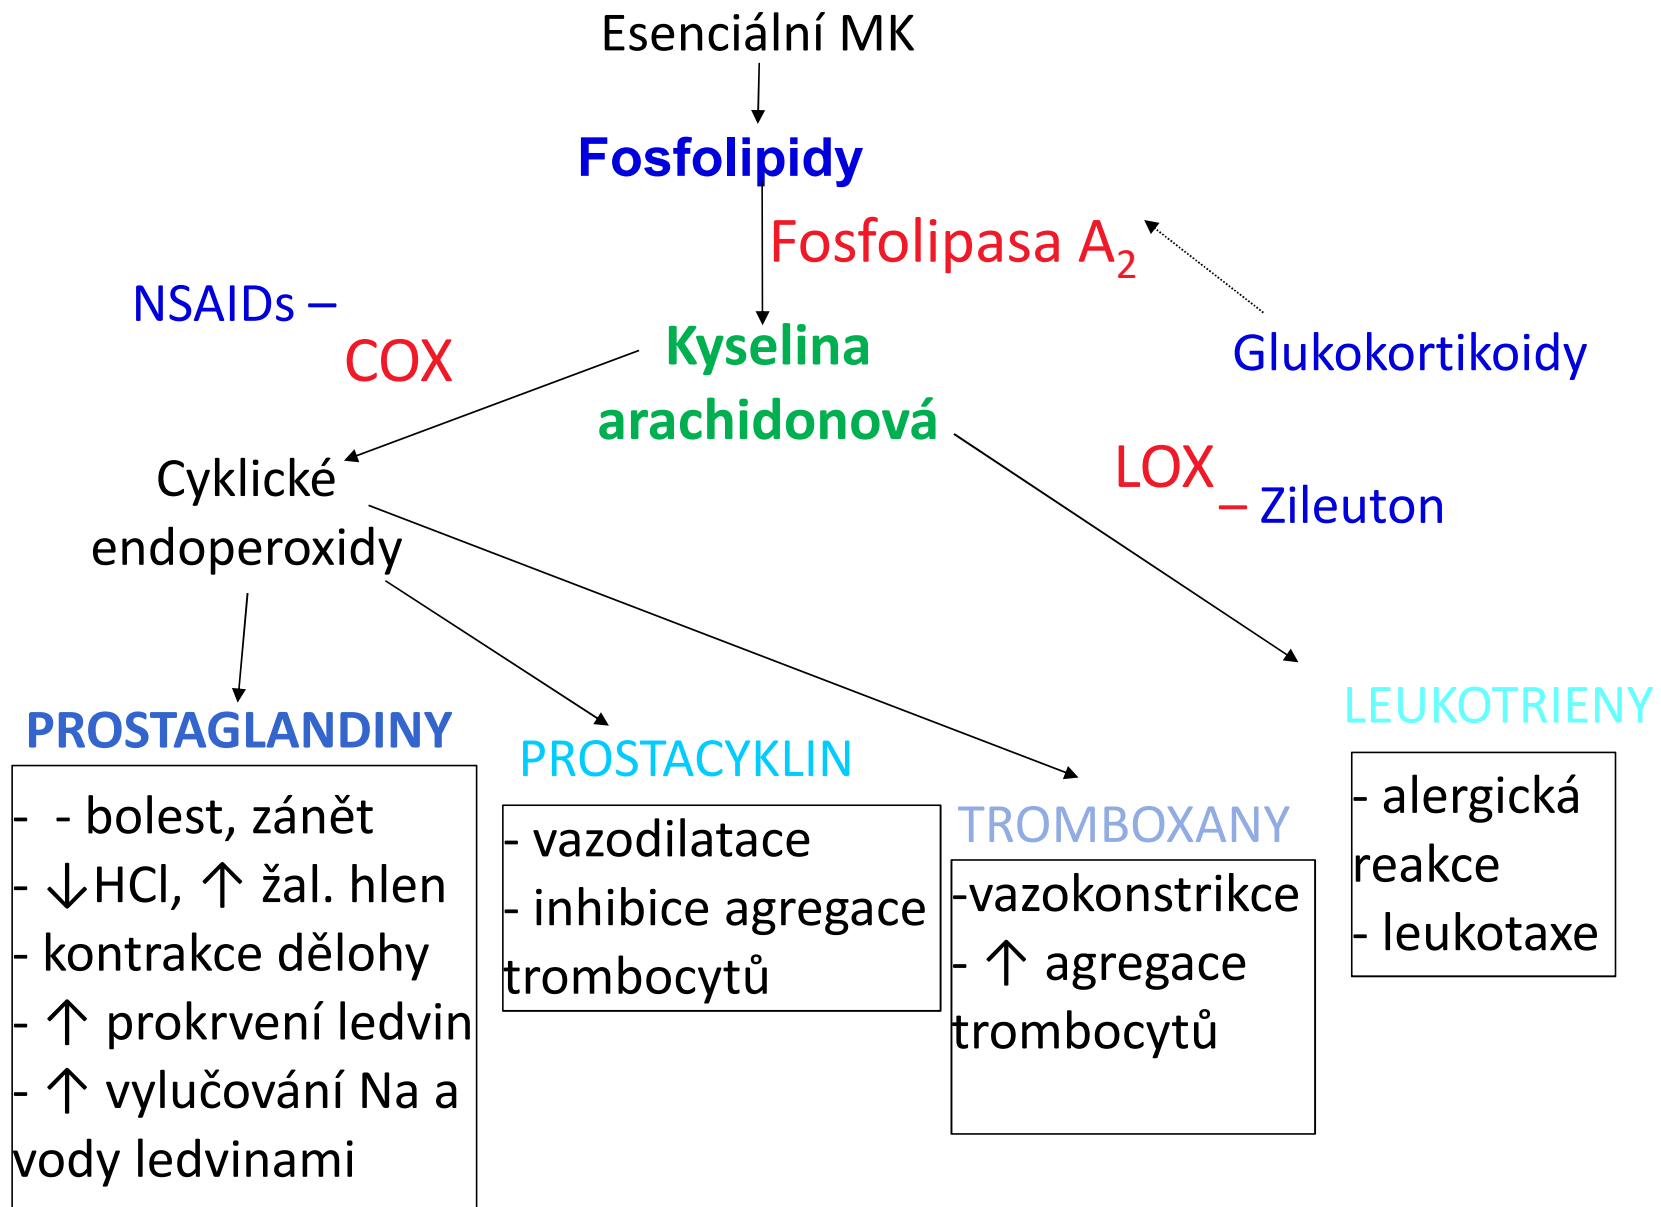 Esenciální MK
Fosfolipidy
Fosfolipasa A2
NSAIDs –
COX
Kyselina
arachidonová
Glukokortikoidy
LOX
– Zileuton
Cyklické
endoperoxidy
PROSTAGLANDINY
- - bolest, zánět
- ↓HCl, ↑ žal. hlen
- kontrakce dělohy
- ↑ prokrvení ledvin
- ↑ vylučování Na a
vody ledvinami
PROSTACYKLIN
- vazodilatace
- inhibice agregace
trombocytů
TROMBOXANY
-vazokonstrikce
- ↑ agregace
trombocytů
LEUKOTRIENY
- alergická
reakce
- leukotaxe